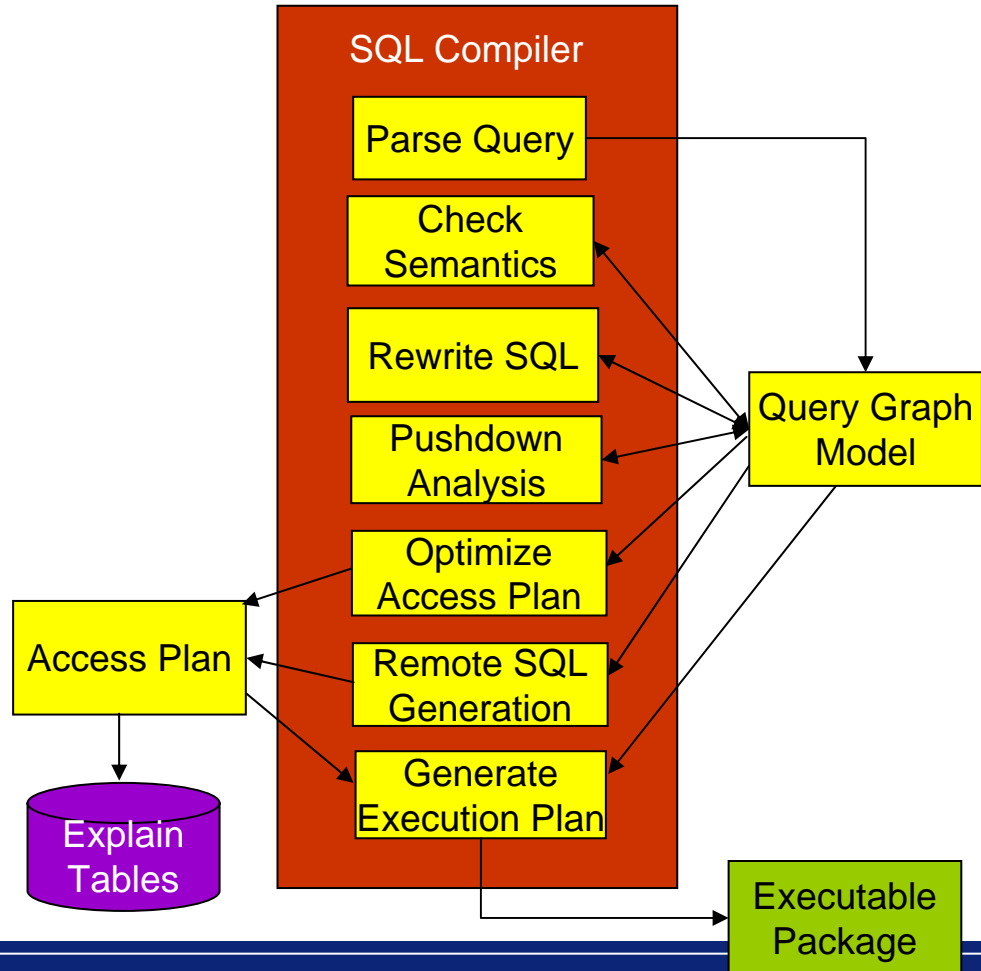 SQL Compiler
Parse Query
Check
Semantics
Rewrite SQL
Pushdown
Analysis
Optimize
Access Plan
Remote SQL
Generation
Generate
Execution Plan
Query Graph
Model
Access Plan
Explain
Tables
Executable
Package